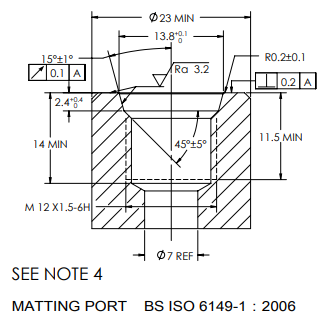 Ø23 MIN
13.8+0.1 0
15°±1°
R0.2±0.1
Ra 3.2
0.1 A
0.2 A
2.4+0.4 0
14 MIN
11.5 MIN
45°±5°
M 12 X1.5-6H
Ø7 REF
SEE NOTE 4
MATTING PORT BS ISO 6149-1 : 2006